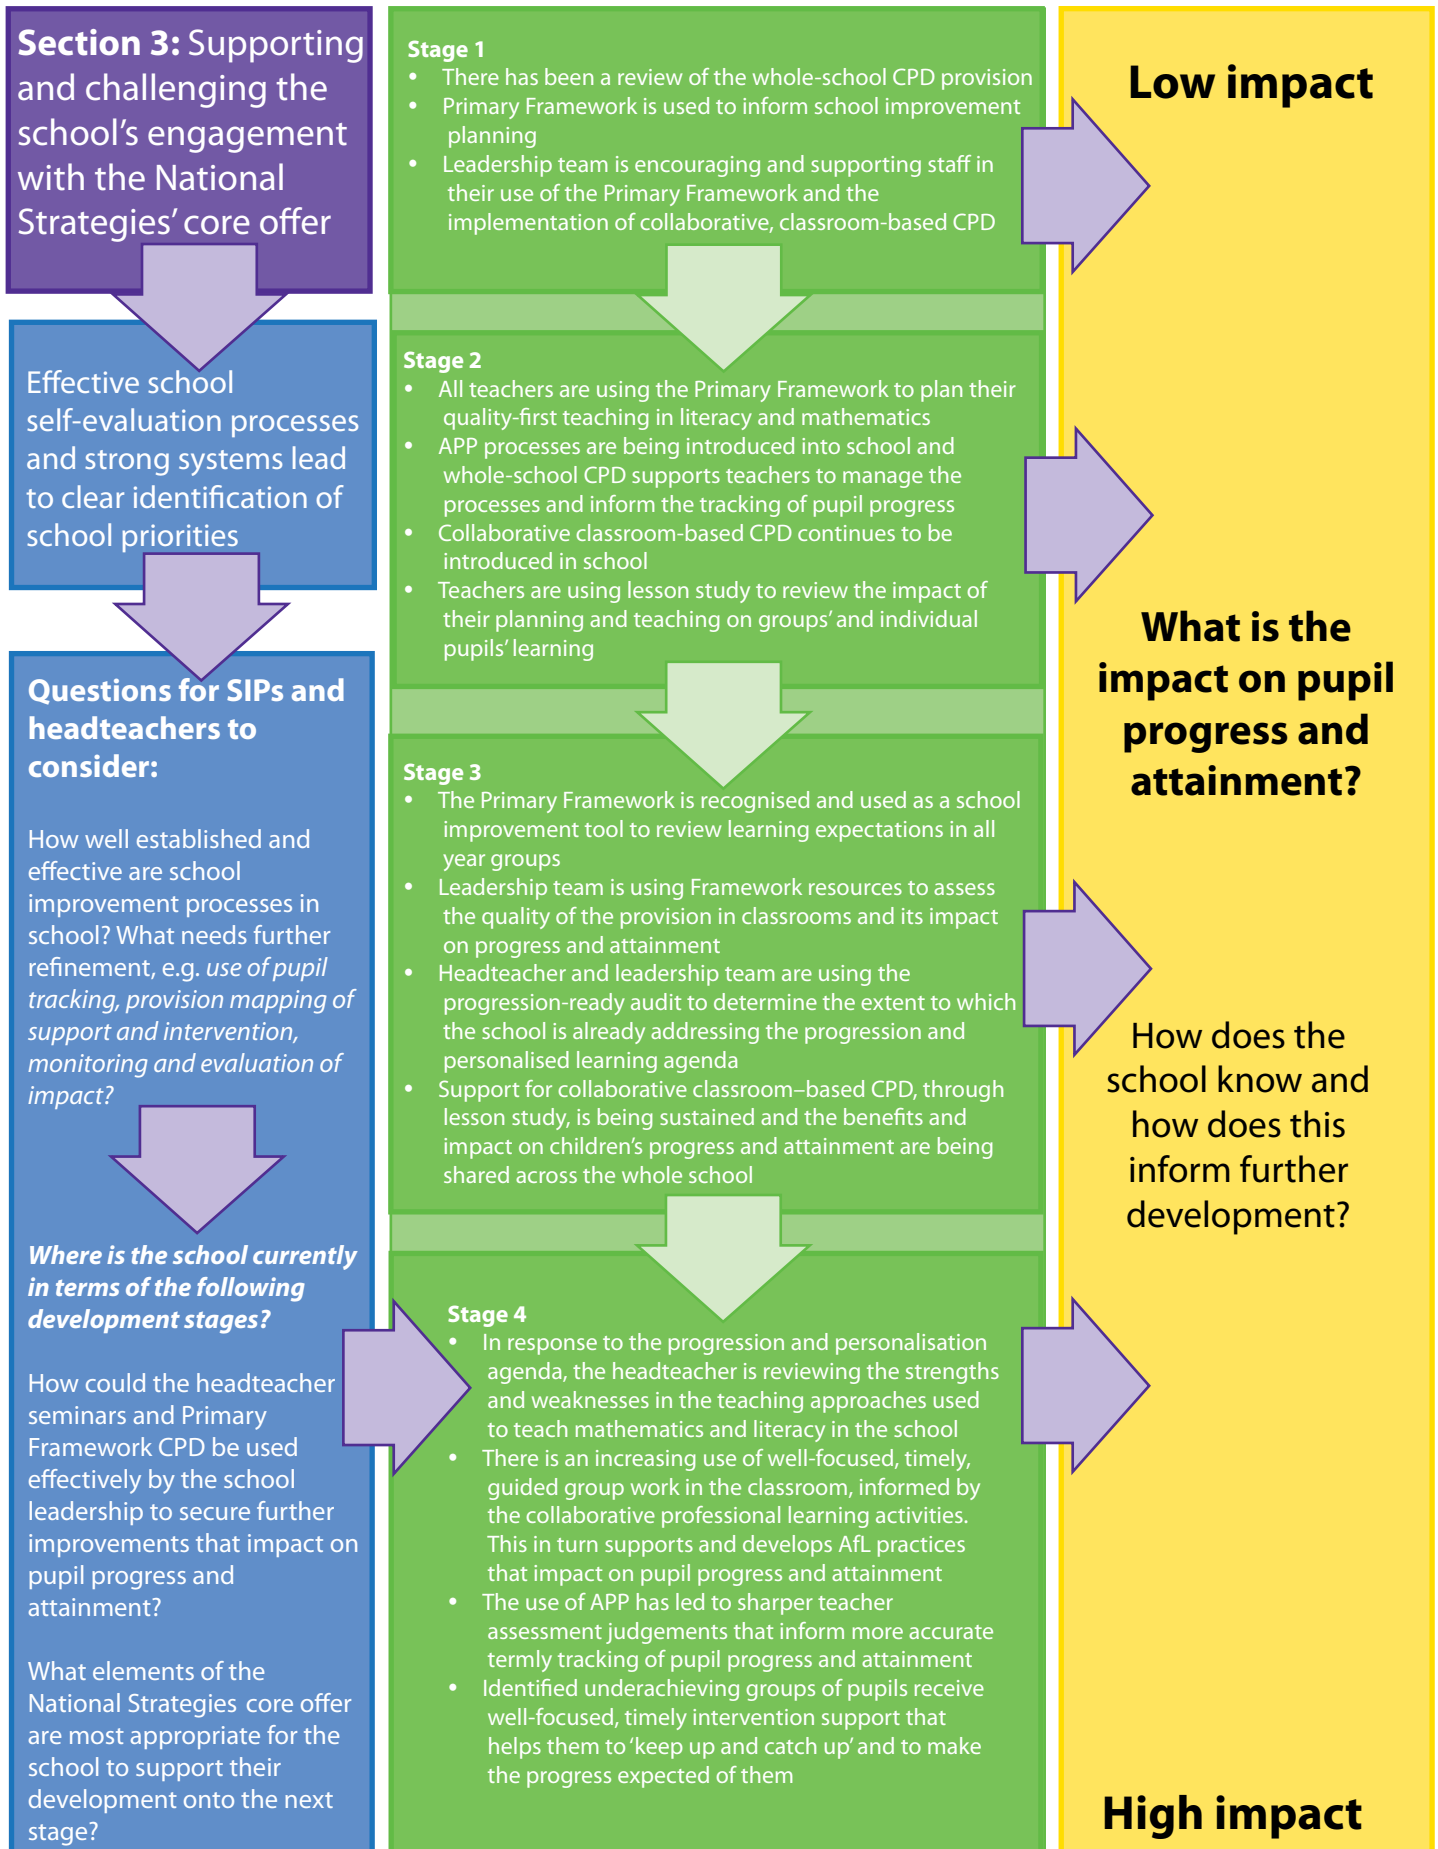 Section 3: Supporting
and challenging the
school’s engagement
with the National
Strategies’ core offer
Effective school
self-evaluation processes
and strong systems lead
to clear identification of
school priorities
Questions for SIPs and
headteachers to
consider:
How well established and
effective are school
improvement processes in
school? What needs further
refinement, e.g. use of pupil
tracking, provision mapping of
support and intervention,
monitoring and evaluation of
impact?
Where is the school currently
in terms of the following
development stages?
How could the headteacher
seminars and Primary
Framework CPD be used
effectively by the school
leadership to secure further
improvements that impact on
pupil progress and
attainment?
What elements of the
National Strategies core offer
are most appropriate for the
school to support their
development onto the next
stage?
Stage 1
• There has been a review of the whole-school CPD provision
• Primary Framework is used to inform school improvement
planning
• Leadership team is encouraging and supporting staff in
their use of the Primary Framework and the
implementation of collaborative, classroom-based CPD
Stage 2
• All teachers are using the Primary Framework to plan their
quality-first teaching in literacy and mathematics
• APP processes are being introduced into school and
whole-school CPD supports teachers to manage the
processes and inform the tracking of pupil progress
• Collaborative classroom-based CPD continues to be
introduced in school
• Teachers are using lesson study to review the impact of
their planning and teaching on groups’ and individual
pupils’ learning
Stage 3
• The Primary Framework is recognised and used as a school
improvement tool to review learning expectations in all
year groups
• Leadership team is using Framework resources to assess
the quality of the provision in classrooms and its impact
on progress and attainment
• Headteacher and leadership team are using the
progression-ready audit to determine the extent to which
the school is already addressing the progression and
personalised learning agenda
• Support for collaborative classroom–based CPD, through
lesson study, is being sustained and the benefits and
impact on children’s progress and attainment are being
shared across the whole school
Stage 4
• In response to the progression and personalisation
agenda, the headteacher is reviewing the strengths
and weaknesses in the teaching approaches used
to teach mathematics and literacy in the school
• There is an increasing use of well-focused, timely,
guided group work in the classroom, informed by
the collaborative professional learning activities.
This in turn supports and develops AfL practices
that impact on pupil progress and attainment
• The use of APP has led to sharper teacher
assessment judgements that inform more accurate
termly tracking of pupil progress and attainment
• Identified underachieving groups of pupils receive
well-focused, timely intervention support that
helps them to ‘keep up and catch up’ and to make
the progress expected of them
Low impact
What is the
impact on pupil
progress and
attainment?
How does the
school know and
how does this
inform further
development?
High impact